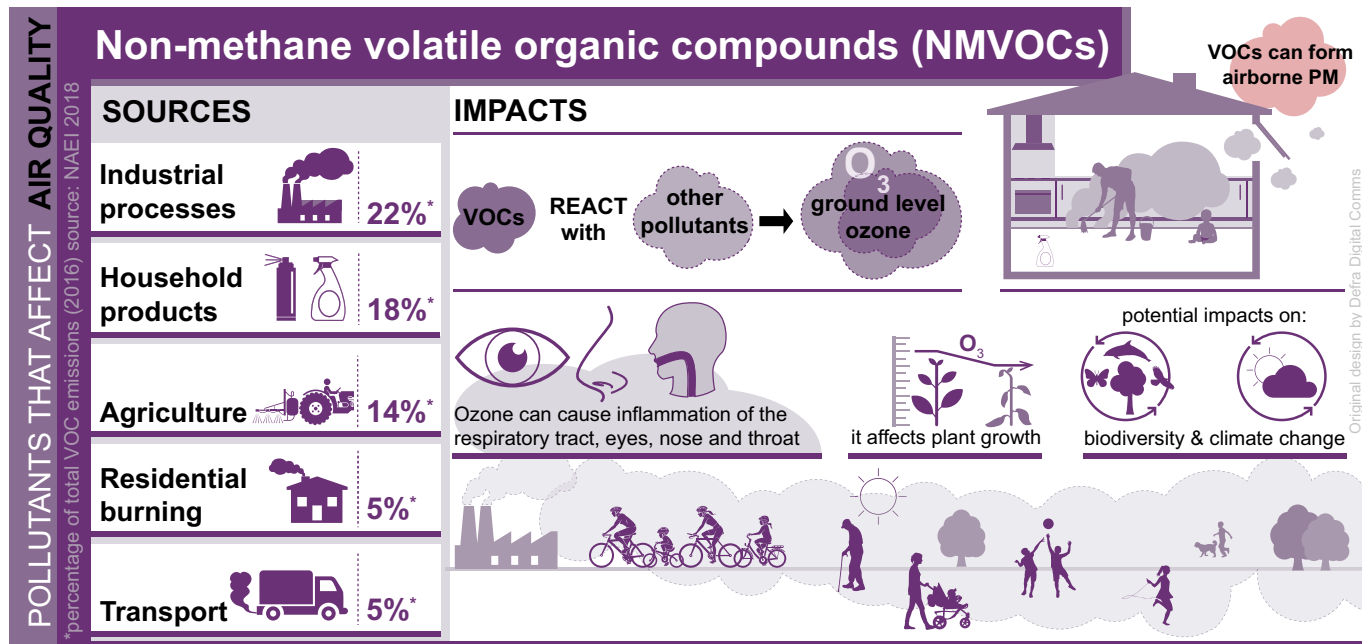 POLLUTANTS THAT AFFECT AIR QUALITY
*percentage of total VOC emissions (2016) source: NAEI 2018
Non-methane volatile organic compounds (NMVOCs)
SOURCES
Industrial
processes
22%*
Household
products
18%*
Agriculture
14%*
Residential
burning
5%*
Transport
5%*
IMPACTS
VOCs
REACT
with
other
pollutants
O3
ground level
ozone
VOCs can form
airborne PM
Ozone can cause inflammation of the
respiratory tract, eyes, nose and throat
O3
it affects plant growth
potential impacts on:
biodiversity & climate change
Original design by Defra Digital Comms